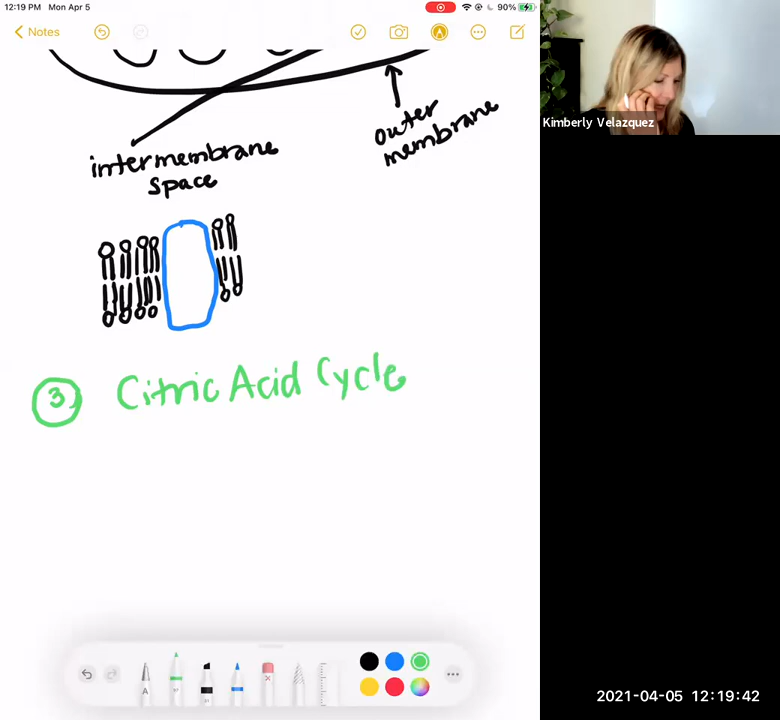 12:19 PM Mon Apr 5
90%
Notes
A
intermembrane
space
outer
membrane
3 Citric Acid Cycle
A
Kimberly Velazquez
2021-04-05 12:19:42